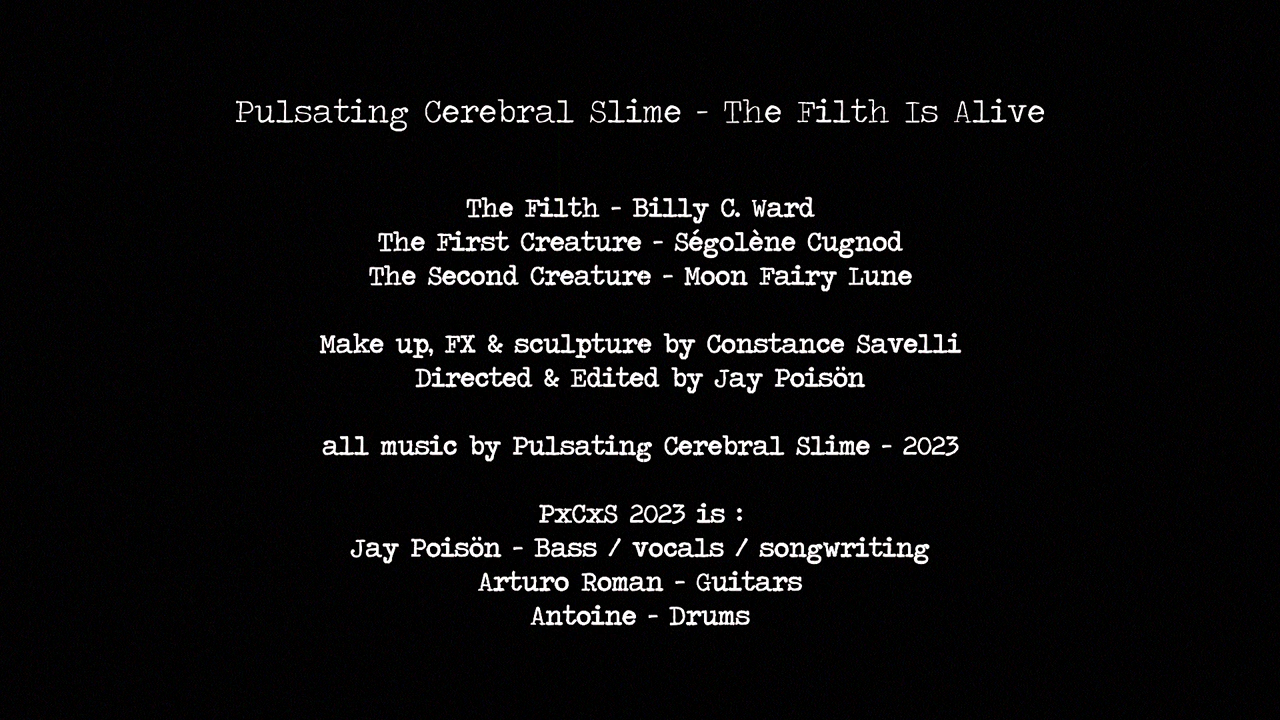 Pulsating Cerebral Slime - The Filth Is Alive
The Filth - Billy C. Ward
The First Creature - Ségolène Cugnod
The Second Creature - Moon Fairy Lune
Make up, FX & sculpture by Constance Savelli
Directed & Edited by Jay Poisön
all music by Pulsating Cerebral Slime - 2023
PxCxS 2023 is :
Jay Poisön - Bass / vocals / songwriting
Arturo Roman - Guitars
Antoine - Drums